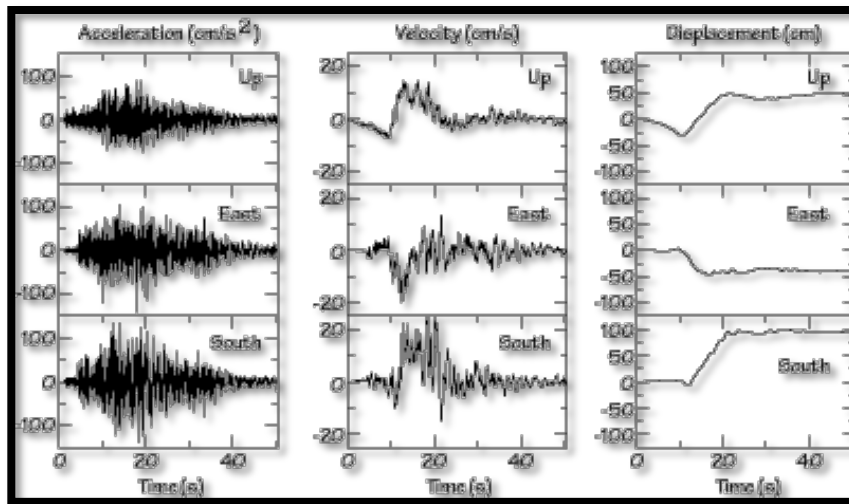 Acceleration (cm/s²) Velocity (cm/s) Displacement (cm)
100 Up 20 Up 100 Up
50
0 0 0
-50
-100 -20 -100
100 East 20 East 100 East
50
0 0 0
-50
-100 -20 -100
100 20 100
South South 50 South
0 0 0
-50
-100 -20 -100
0 20 40 0 20 40 0 20 40
Time (s) Time (s) Time (s)